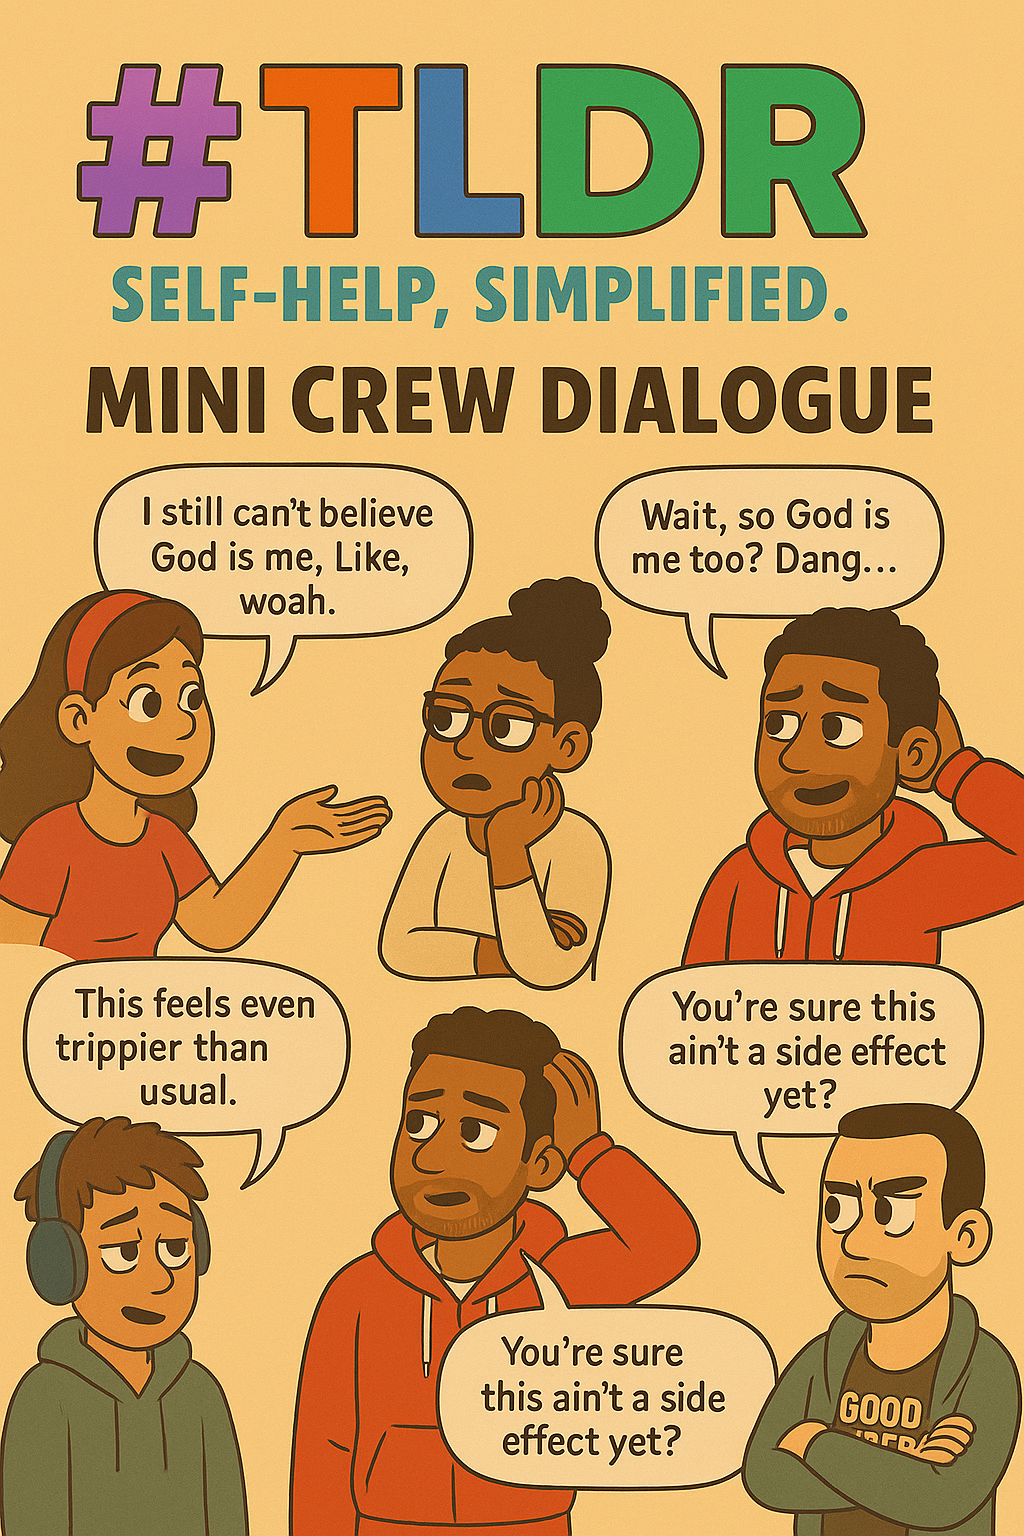 #TLDR
SELF-HELP, SIMPLIFIED.
MINI CREW DIALOGUE
I still can't believe
God is me, Like,
woah.
Wait, so God is
me too? Dang...
This feels even
trippier than
usual.
You're sure this
ain't a side effect
yet?
You're sure
this ain't a side
effect yet?
GOOD